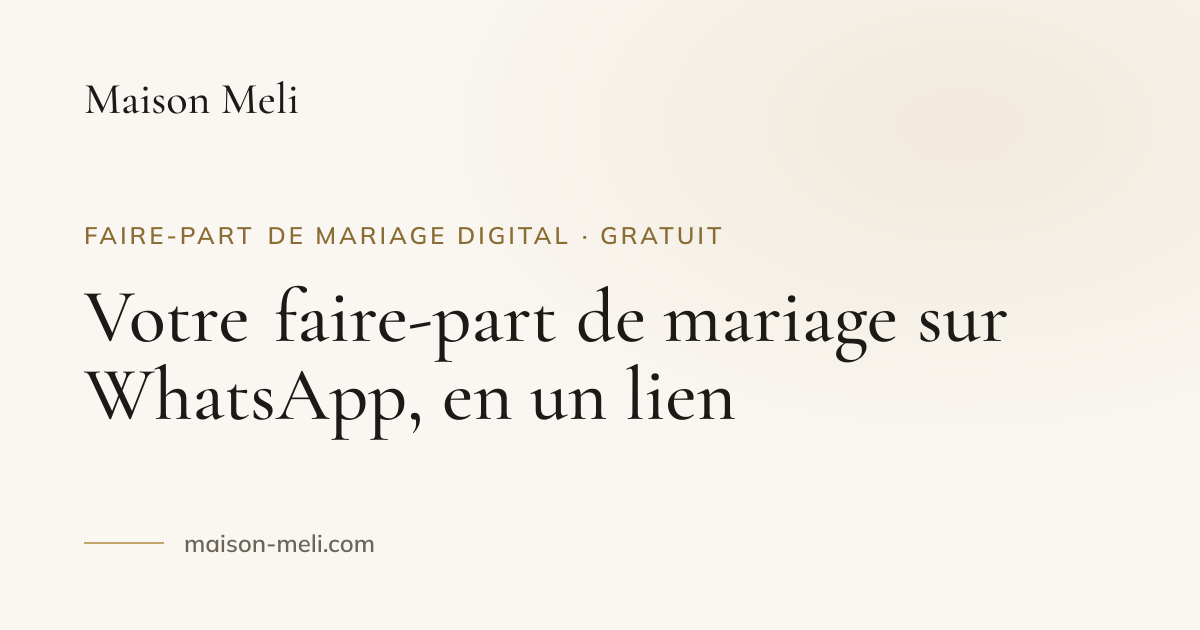 Maison Meli
FAIRE-PART DE MARIAGE DIGITAL · GRATUIT
Votre faire-part de mariage sur
WhatsApp, en un lien
maison-meli.com